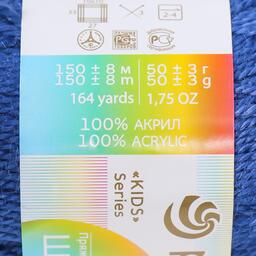 2-4
27
150 ± 8 м | 50 ± 3 г
150 ± 8 m | 50 ± 3 g
164 yards | 1,75 OZ
100% АКРИЛ
100% ACRYLIC
«KIDS»
Series